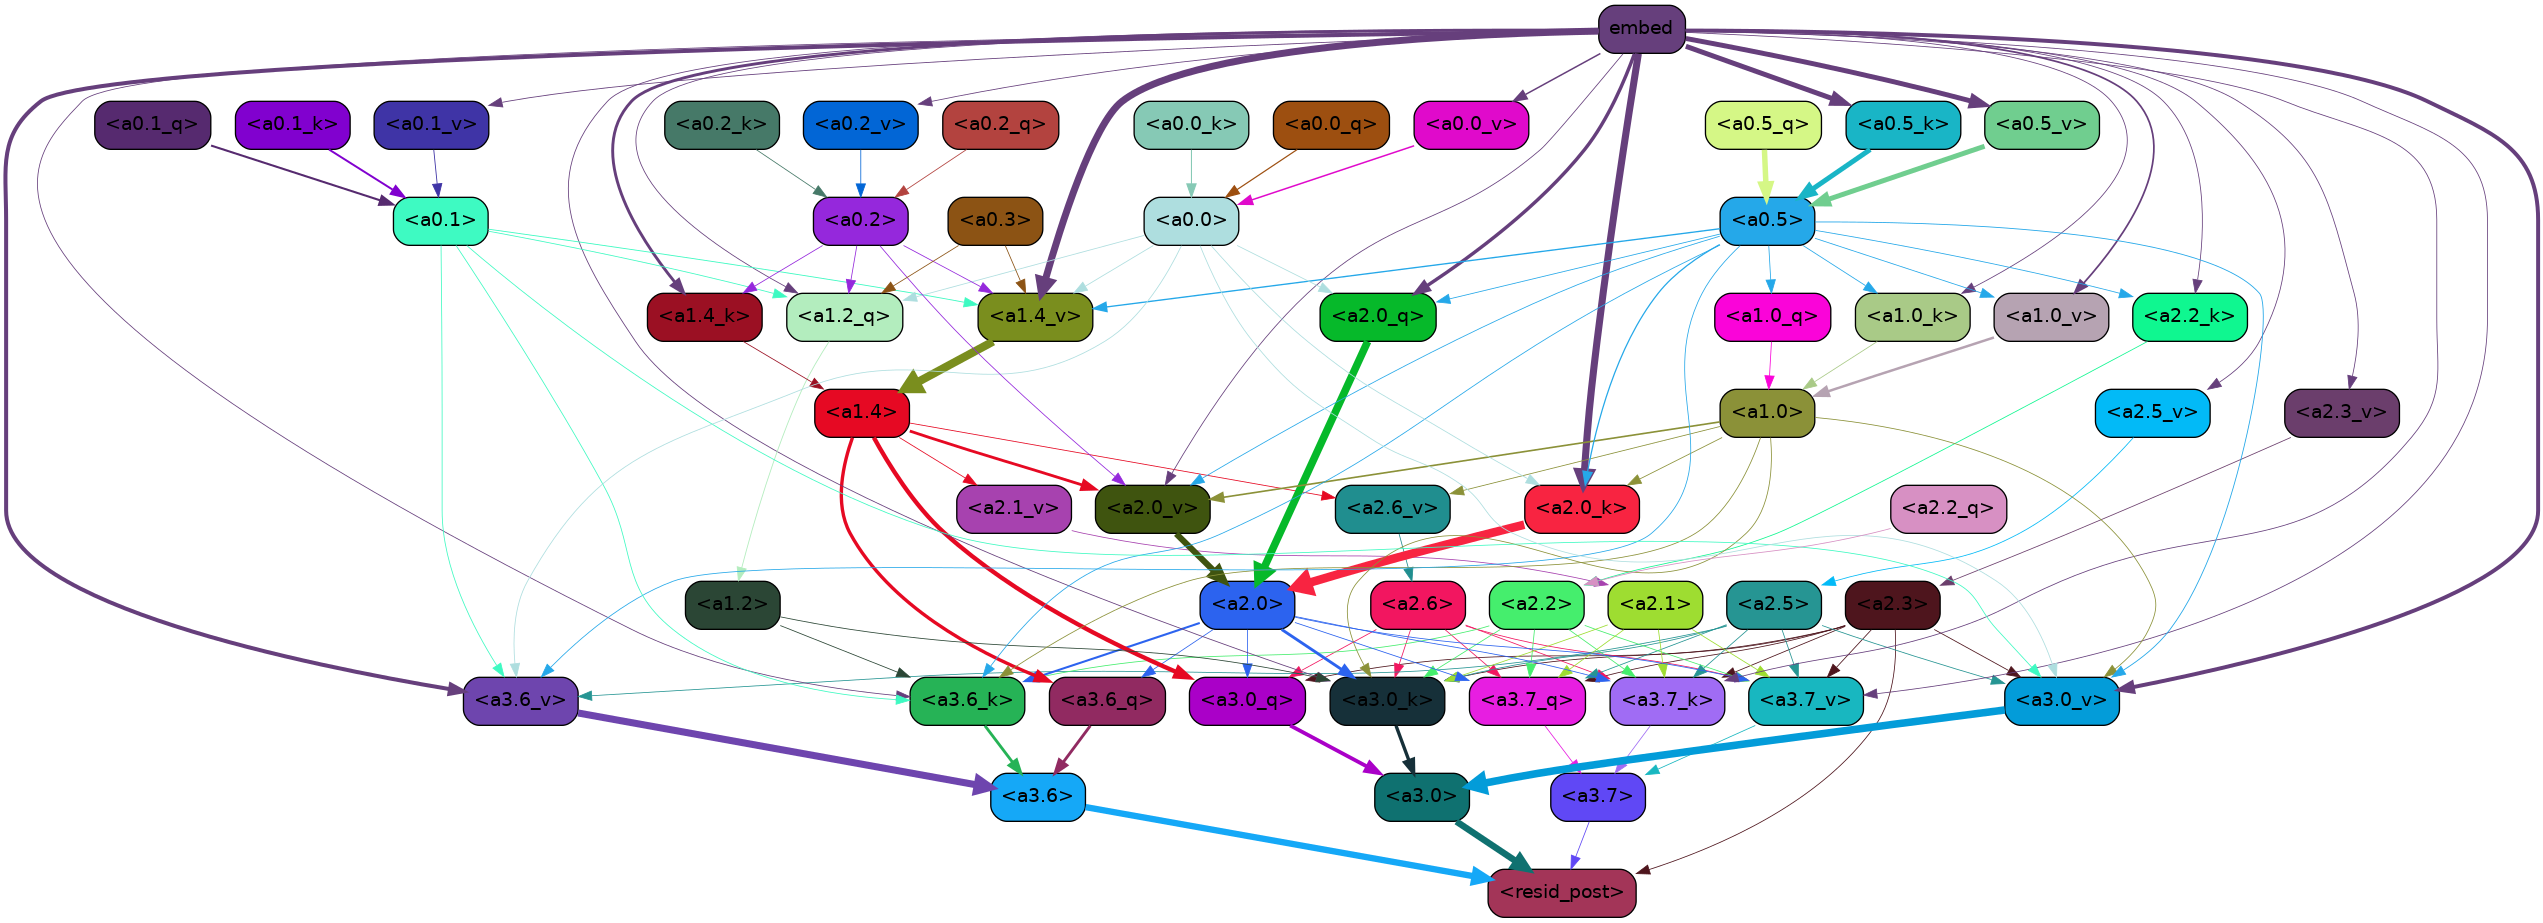 embed
<a0.1_q>
<a0.1_k>
<a0.1_v>
<a0.2_k>
<a0.2_v>
<a0.2_q>
<a0.0_k>
<a0.0_q>
<a0.0_v>
<a0.5_q>
<a0.5_k>
<a0.5_v>
<a0.1>
<a0.2>
<a0.3>
<a0.0>
<a0.5>
<a1.4_k>
<a1.2_q>
<a1.4_v>
<a2.0_q>
<a1.0_q>
<a1.0_k>
<a1.0_v>
<a2.2_k>
<a1.4>
<a1.0>
<a2.5_v>
<a2.3_v>
<a2.1_v>
<a2.0_v>
<a2.6_v>
<a2.0_k>
<a2.2_q>
<a1.2>
<a2.0>
<a2.6>
<a2.2>
<a2.1>
<a2.5>
<a2.3>
<a3.6_v>
<a3.6_k>
<a3.6_q>
<a3.0_q>
<a3.0_k>
<a3.7_q>
<a3.7_k>
<a3.7_v>
<a3.0_v>
<a3.6>
<a3.0>
<a3.7>
<resid_post>